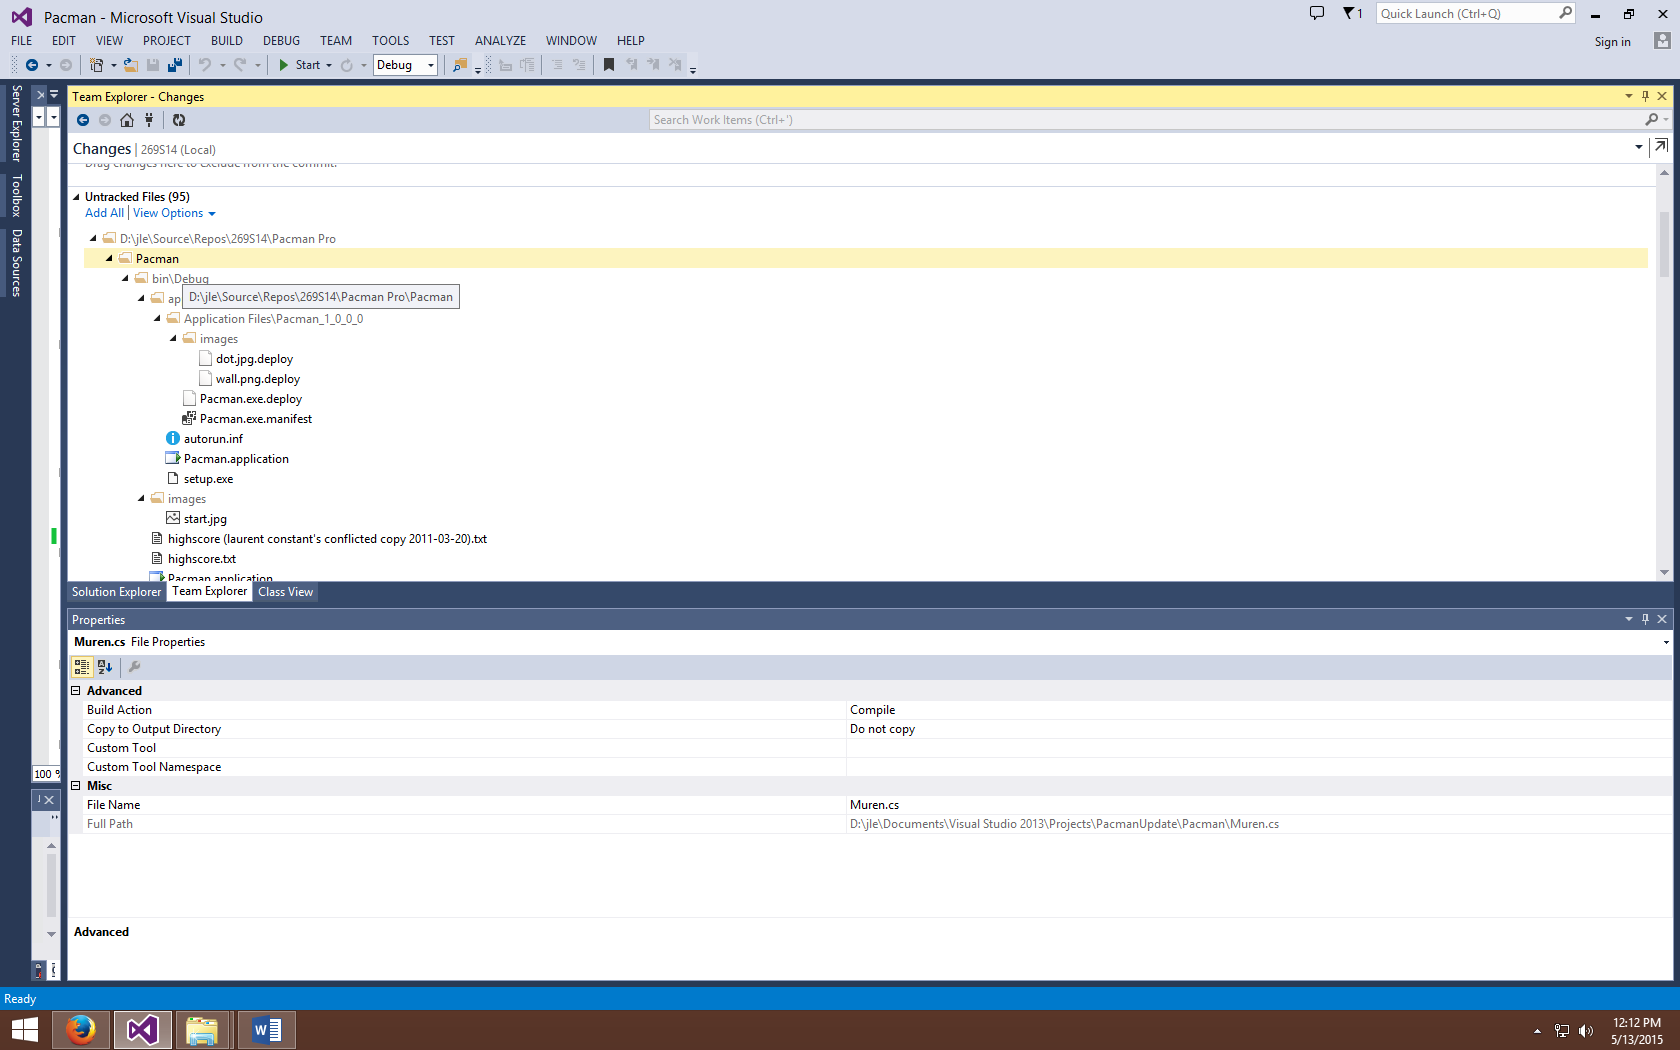 Pacman - Microsoft Visual Studio
1
Quick Launch (Ctrl+Q)
FILE EDIT VIEW PROJECT BUILD DEBUG TEAM TOOLS TEST ANALYZE WINDOW HELP
Sign in
Start
Debug
Server Explorer
Toolbox
Data Sources
Team Explorer - Changes
Search Work Items (Ctrl+')
Changes | 269S14 (Local)
Drag changes here to exclude from the commit.
Untracked Files (95)
Add All | View Options
D:\jle\Source\Repos\269S14\Pacman Pro
Pacman
bin\Debug
ap
D:\jle\Source\Repos\269S14\Pacman Pro\Pacman
Application Files\Pacman_1_0_0_0
images
dot.jpg.deploy
wall.png.deploy
Pacman.exe.deploy
Pacman.exe.manifest
autorun.inf
Pacman.application
setup.exe
images
start.jpg
highscore (laurent constant's conflicted copy 2011-03-20).txt
highscore.txt
Pacman.application
Solution Explorer Team Explorer Class View
Properties
Muren.cs File Properties
Advanced
Build Action Compile
Copy to Output Directory Do not copy
Custom Tool
Custom Tool Namespace
100 %
Misc
File Name Muren.cs
Full Path D:\jle\Documents\Visual Studio 2013\Projects\PacmanUpdate\Pacman\Muren.cs
Advanced
Ready
12:12 PM
5/13/2015